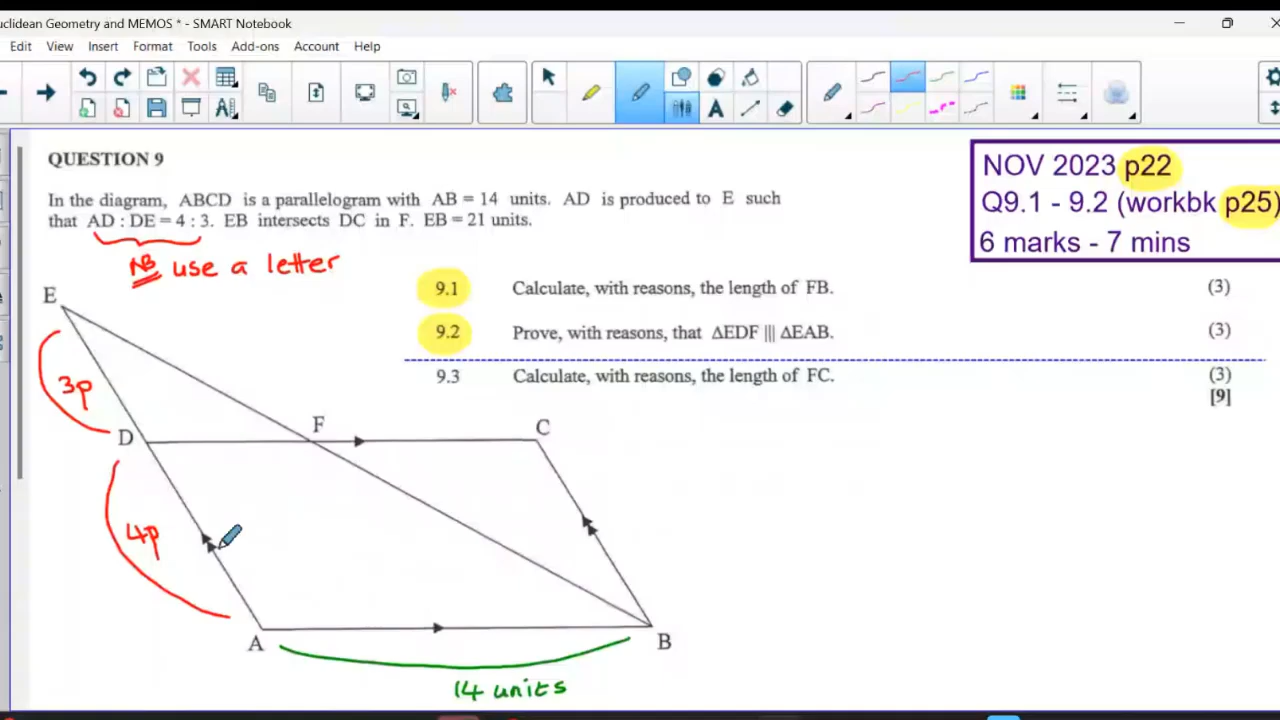 uclidean Geometry and MEMOS * - SMART Notebook
Edit View Insert Format Tools Add-ons Account Help
QUESTION 9
In the diagram, ABCD is a parallelogram with AB = 14 units. AD is produced to E such
that AD : DE = 4 : 3. EB intersects DC in F. EB = 21 units.
NB use a letter
NOV 2023 p22
Q9.1 - 9.2 (workbk p25)
6 marks - 7 mins
9.1 Calculate, with reasons, the length of FB. (3)
9.2 Prove, with reasons, that ΔEDF ||| ΔEAB. (3)
9.3 Calculate, with reasons, the length of FC. (3)
[9]
E
3p
D
F
C
4p
A
B
14 units